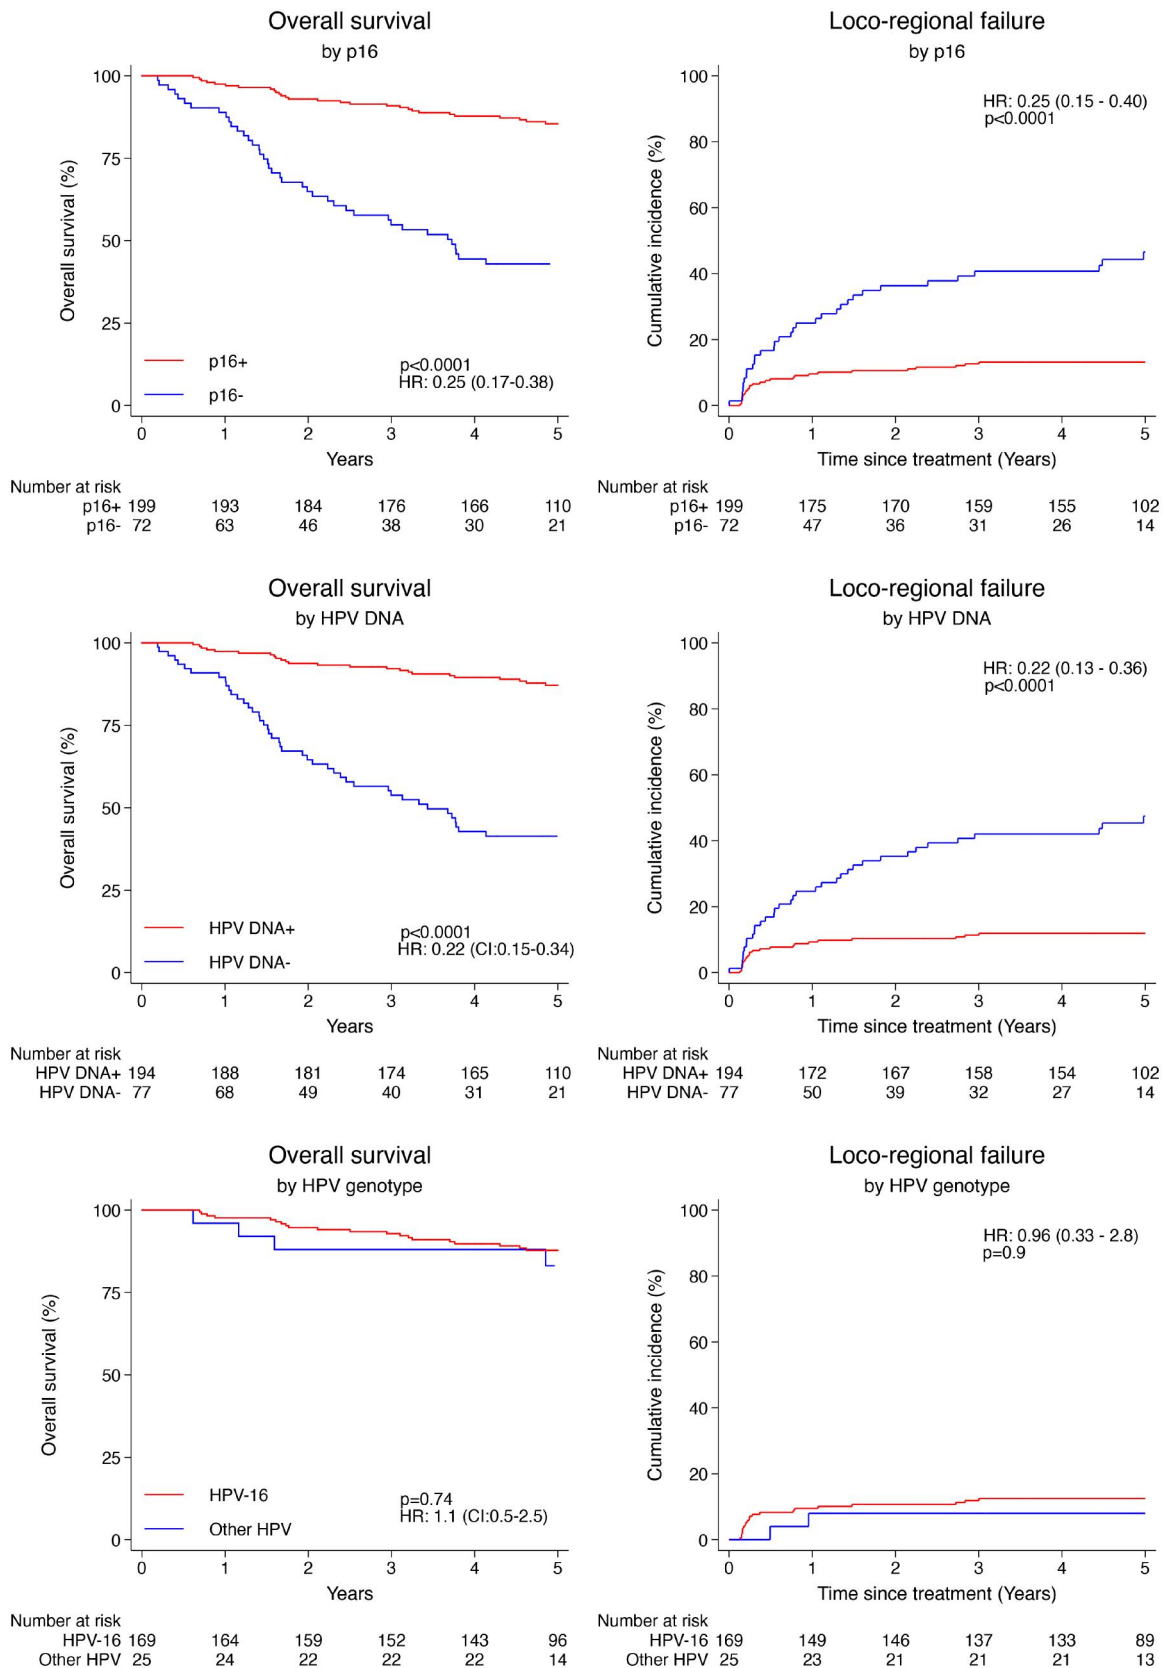 Overall survival
by p16
100
75
50
25
0
Overall survival (%)
p16+
p16-
p<0.0001
HR: 0.25 (0.17-0.38)
0 1 2 3 4 5
Years
Number at risk
p16+ 199 193 184 176 166 110
p16- 72 63 46 38 30 21
Loco-regional failure
by p16
100
80
60
40
20
0
Cumulative incidence (%)
HR: 0.25 (0.15 - 0.40)
p<0.0001
0 1 2 3 4 5
Time since treatment (Years)
Number at risk
p16+ 199 175 170 159 155 102
p16- 72 47 36 31 26 14
Overall survival
by HPV DNA
100
75
50
25
0
Overall survival (%)
HPV DNA+
HPV DNA-
p<0.0001
HR: 0.22 (CI:0.15-0.34)
0 1 2 3 4 5
Years
Number at risk
HPV DNA+ 194 188 181 174 165 110
HPV DNA- 77 68 49 40 31 21
Loco-regional failure
by HPV DNA
100
80
60
40
20
0
Cumulative incidence (%)
HR: 0.22 (0.13 - 0.36)
p<0.0001
0 1 2 3 4 5
Time since treatment (Years)
Number at risk
HPV DNA+ 194 172 167 158 154 102
HPV DNA- 77 50 39 32 27 14
Overall survival
by HPV genotype
100
75
50
25
0
Overall survival (%)
HPV-16
Other HPV
p=0.74
HR: 1.1 (CI:0.5-2.5)
0 1 2 3 4 5
Years
Number at risk
HPV-16 169 164 159 152 143 96
Other HPV 25 24 22 22 22 14
Loco-regional failure
by HPV genotype
100
80
60
40
20
0
Cumulative incidence (%)
HR: 0.96 (0.33 - 2.8)
p=0.9
0 1 2 3 4 5
Time since treatment (Years)
Number at risk
HPV-16 169 149 146 137 133 89
Other HPV 25 23 21 21 21 13